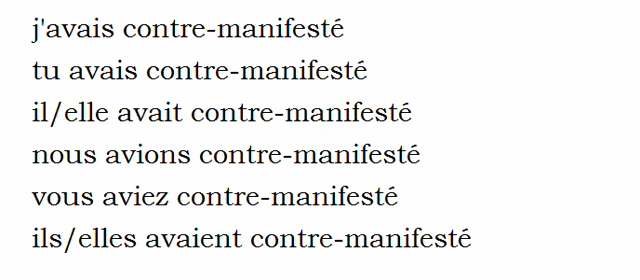 j'avais contre-manifesté
tu avais contre-manifesté
il/elle avait contre-manifesté
nous avions contre-manifesté
vous aviez contre-manifesté
ils/elles avaient contre-manifesté